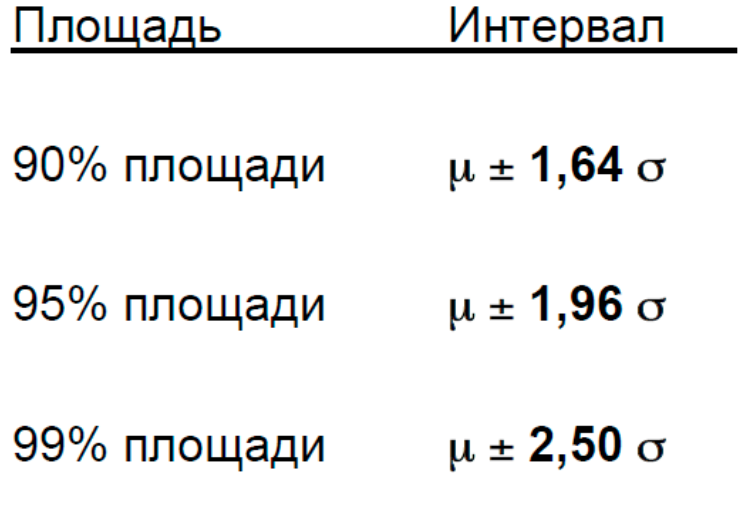 Площадь Интервал
90% площади μ ± 1,64 σ
95% площади μ ± 1,96 σ
99% площади μ ± 2,50 σ